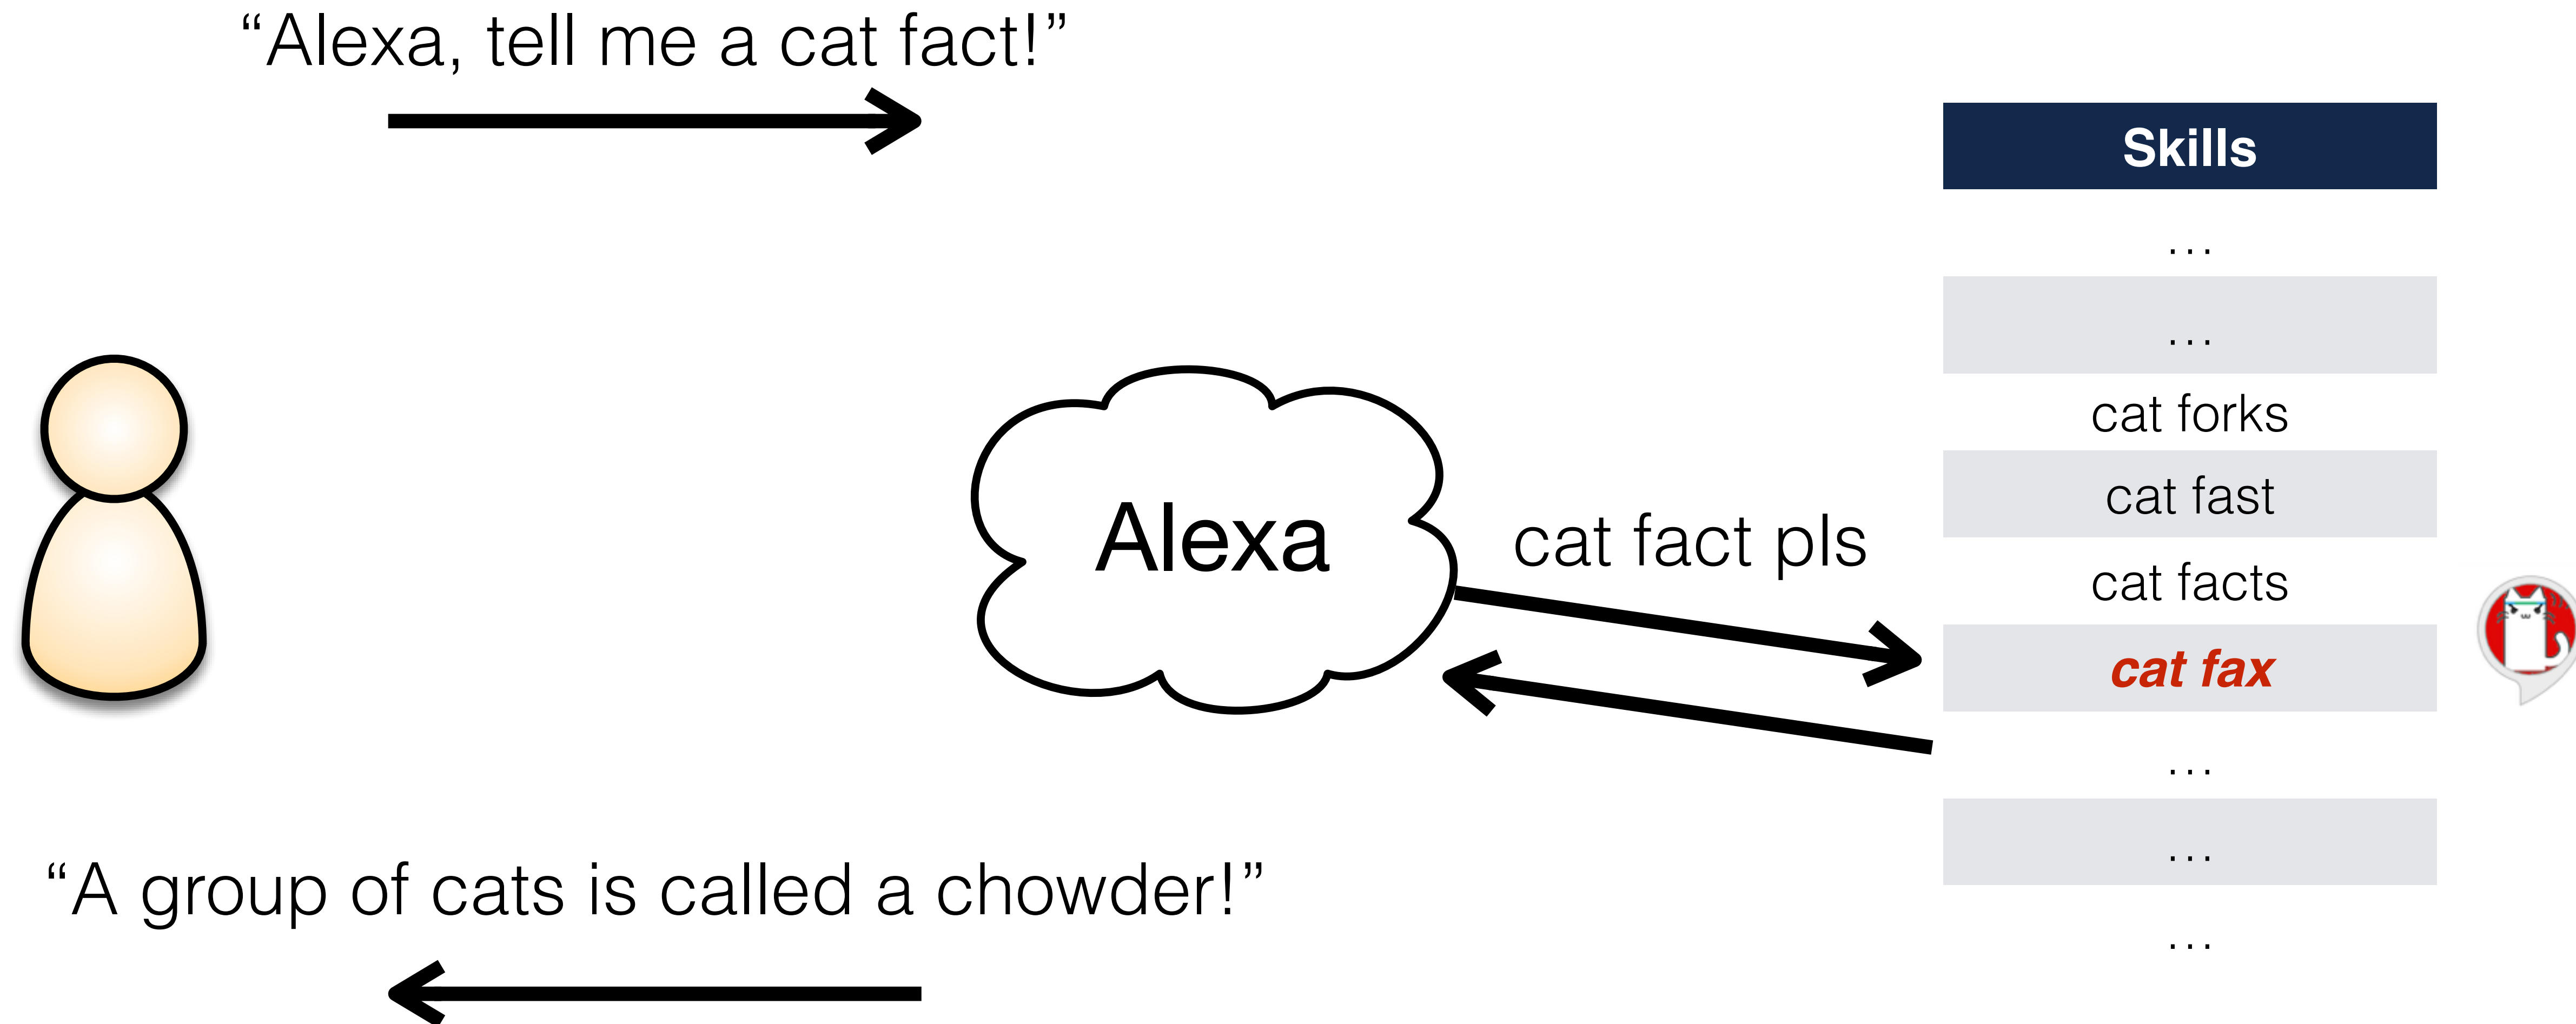 “Alexa, tell me a cat fact!”
Skills
...
...
cat forks
cat fast
Alexa
cat fact pls
cat facts
cat fax
...
...
“A group of cats is called a chowder!”
...